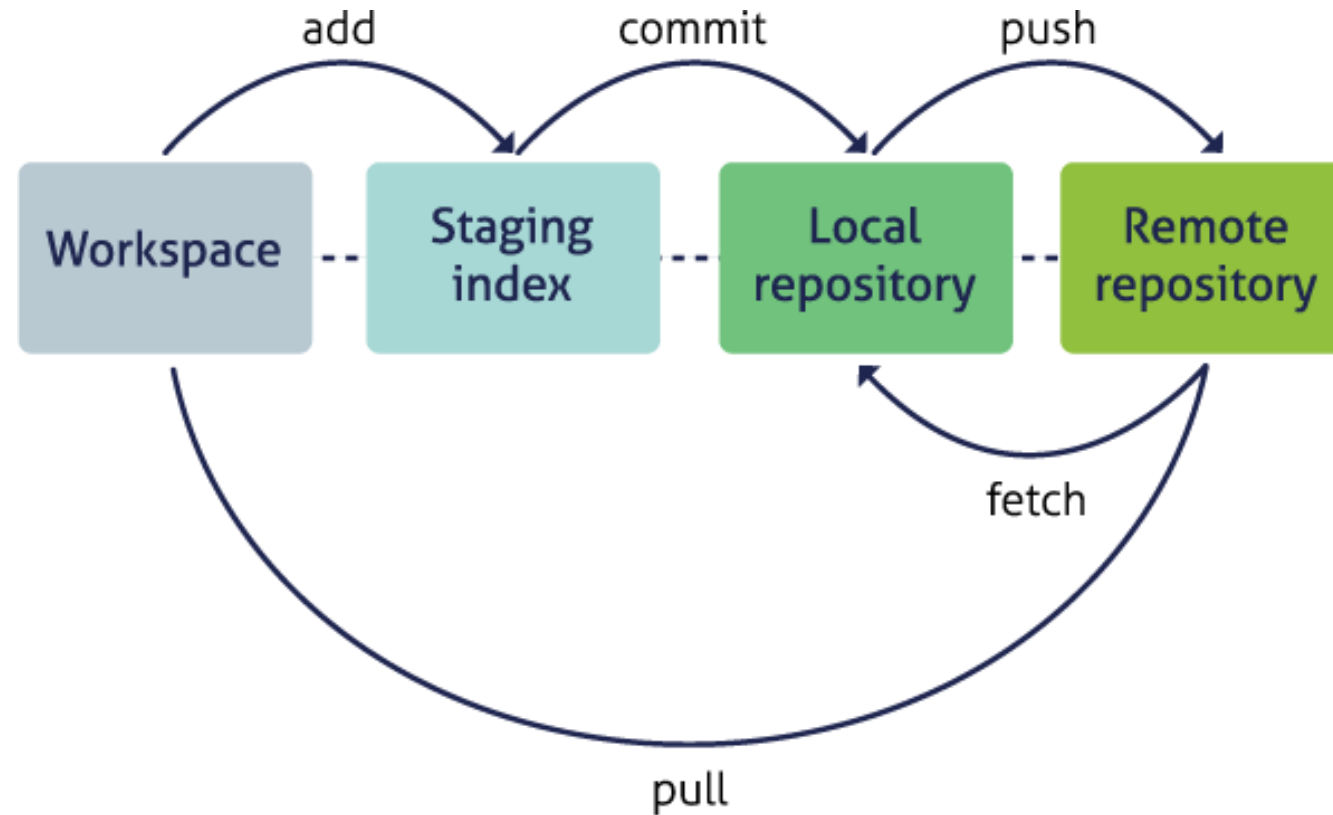 add
commit
push
Workspace
Staging
index
Local
repository
Remote
repository
fetch
pull